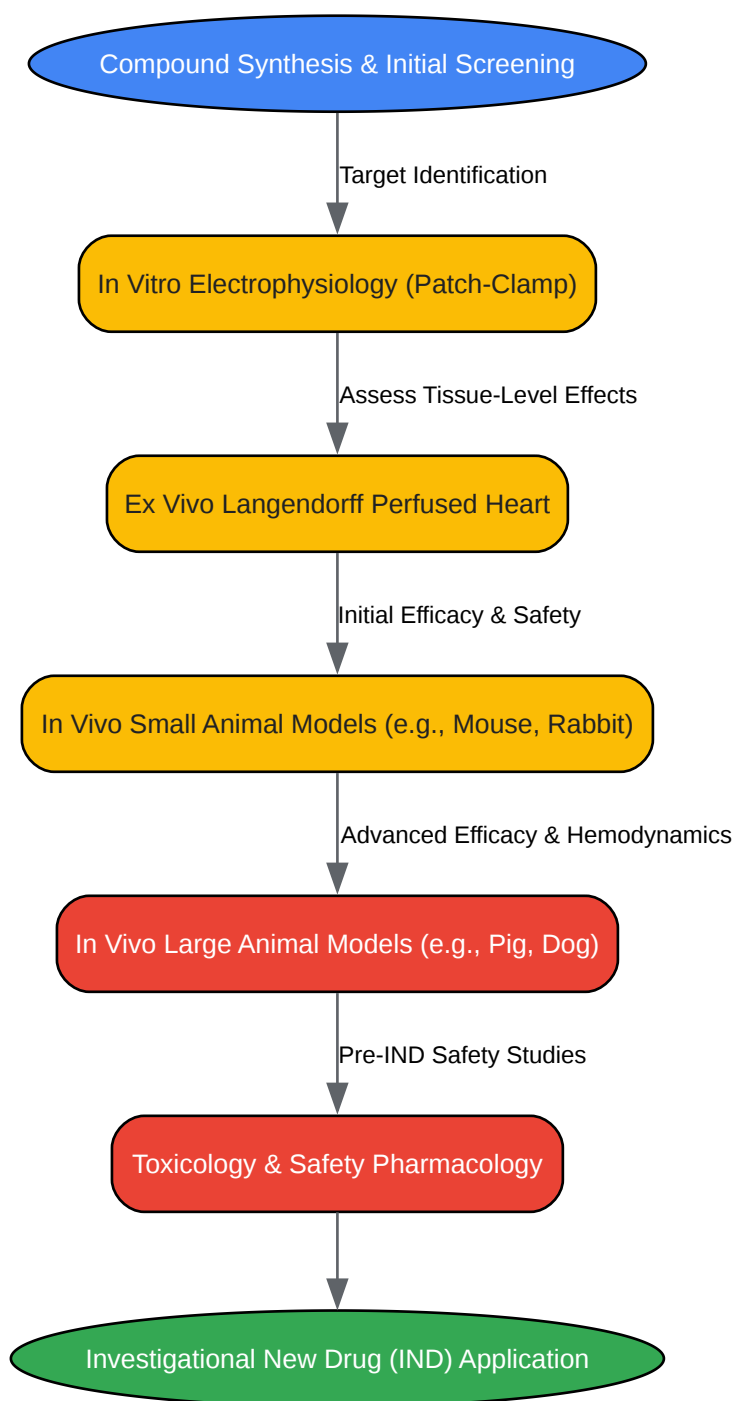 Compound Synthesis & Initial Screening
Target Identification
In Vitro Electrophysiology (Patch-Clamp)
Assess Tissue-Level Effects
Ex Vivo Langendorff Perfused Heart
Initial Efficacy & Safety
In Vivo Small Animal Models (e.g., Mouse, Rabbit)
Advanced Efficacy & Hemodynamics
In Vivo Large Animal Models (e.g., Pig, Dog)
Pre-IND Safety Studies
Toxicology & Safety Pharmacology
Investigational New Drug (IND) Application